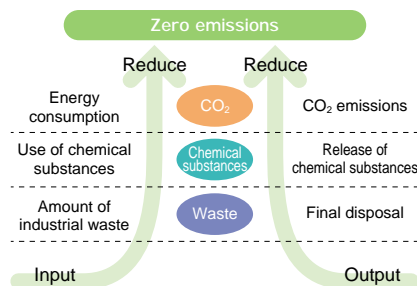 Zero emissions
Reduce
Reduce
Energy
consumption
CO₂
CO₂ emissions
Use of chemical
substances
Chemical
substances
Release of
chemical substances
Amount of
industrial waste
Waste
Final disposal
Input
Output